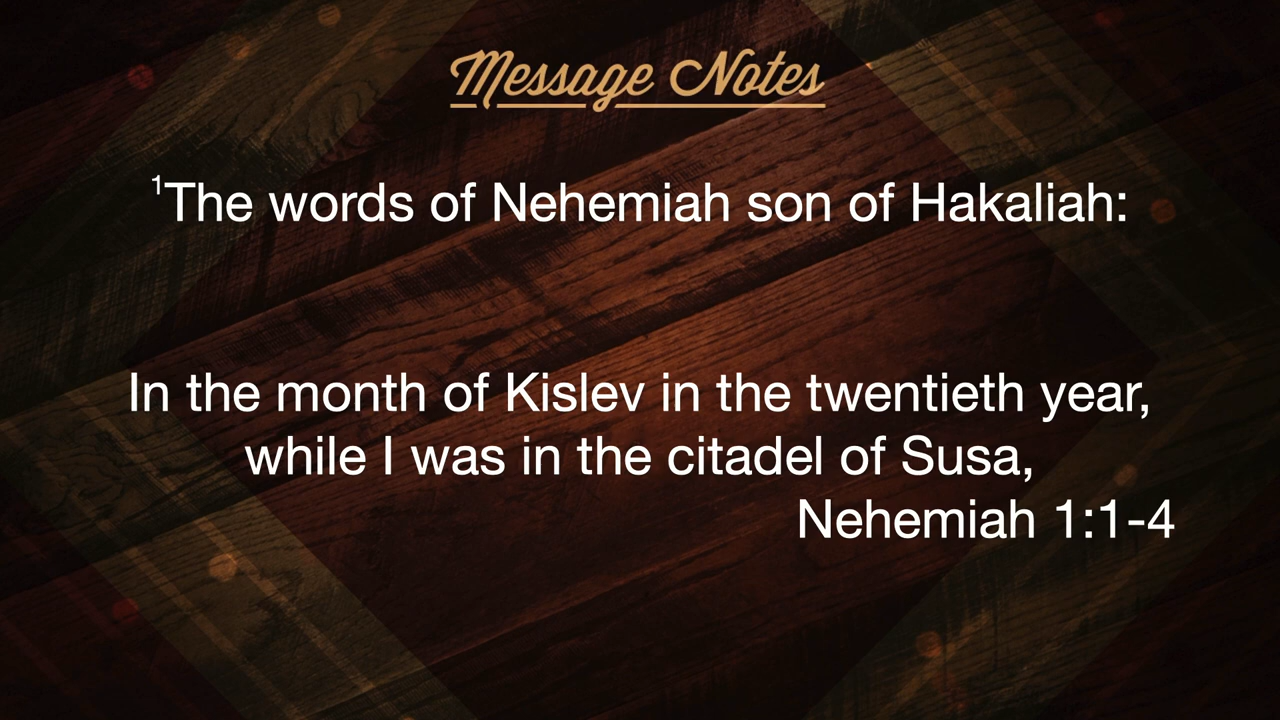 Message Notes
¹The words of Nehemiah son of Hakaliah:
In the month of Kislev in the twentieth year,
while I was in the citadel of Susa,
Nehemiah 1:1-4